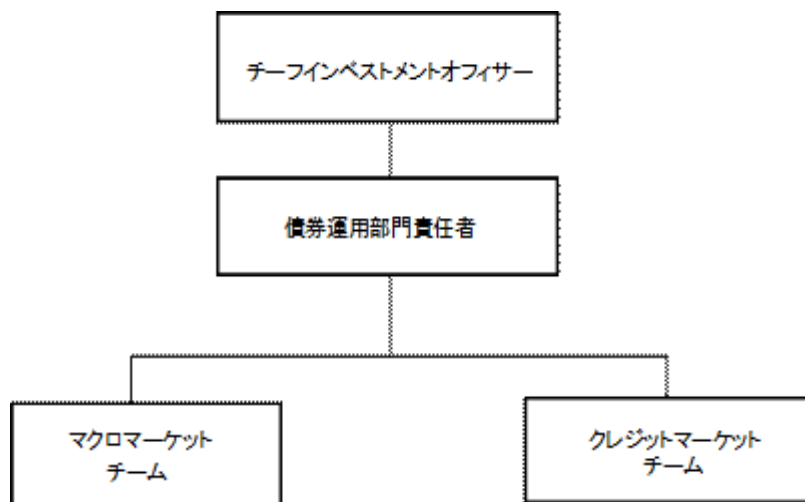 チーフインベストメントオフィサー
債券運用部門責任者
マクロマーケット
チーム
クレジットマーケット
チーム